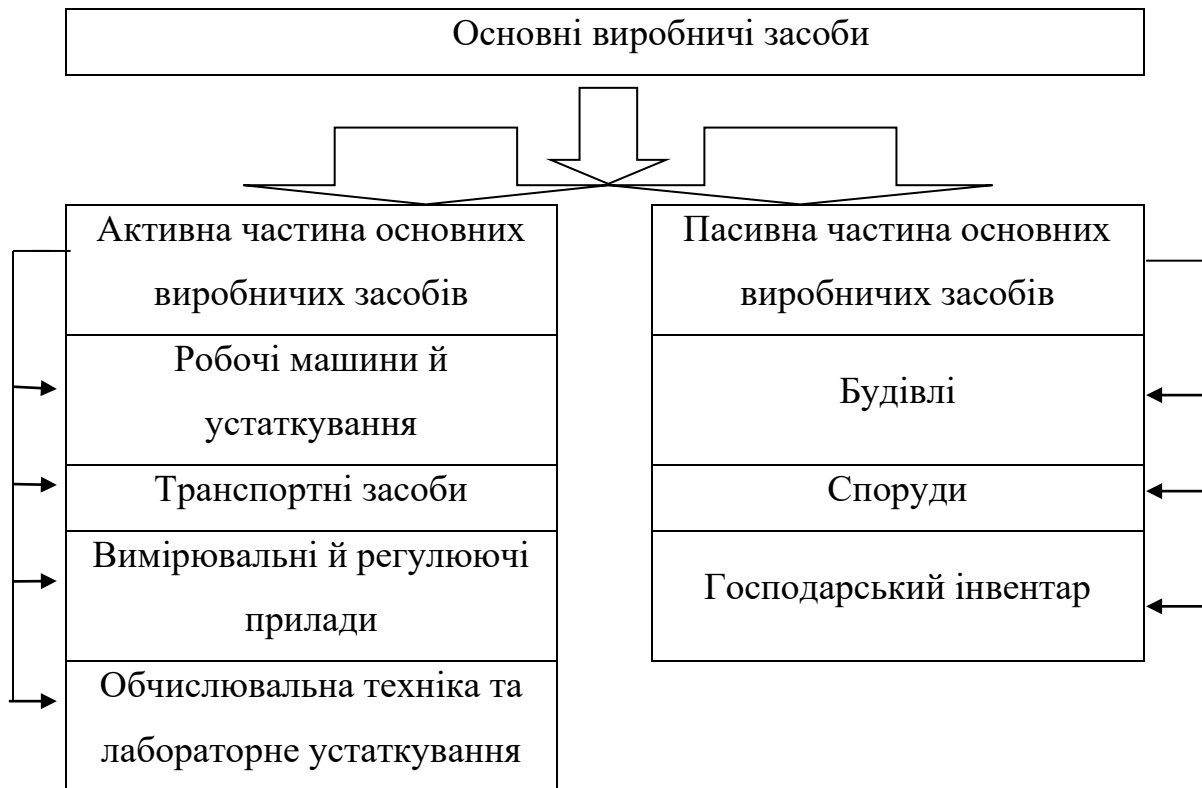 Основні виробничі засоби
Активна частина основних
виробничих засобів
Робочі машини й
устаткування
Транспортні засоби
Вимірювальні й регулюючі
прилади
Обчислювальна техніка та
лабораторне устаткування
Пасивна частина основних
виробничих засобів
Будівлі
Споруди
Господарський інвентар